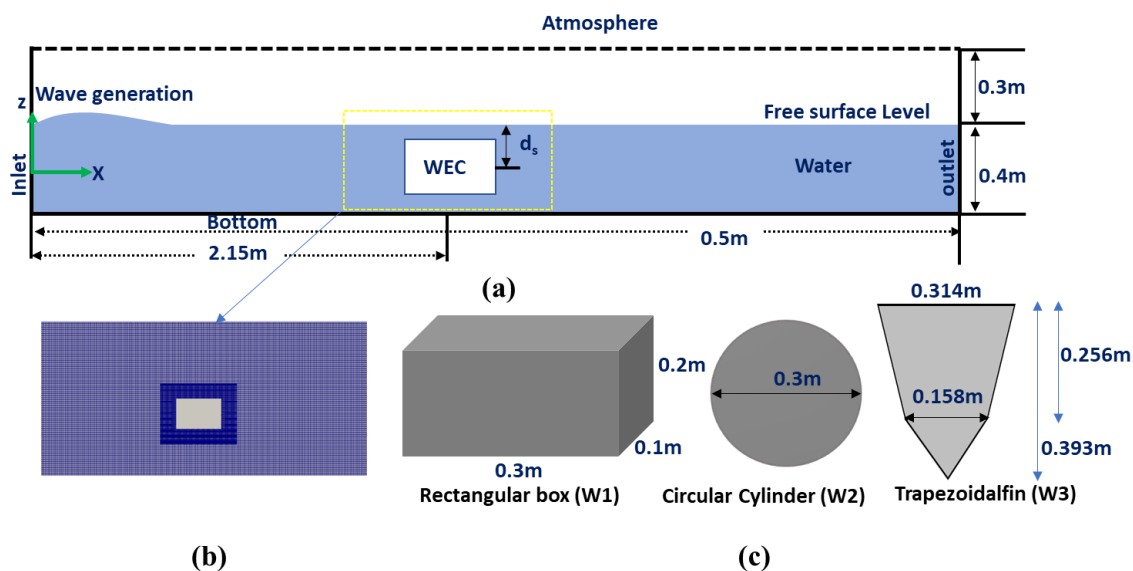 Atmosphere
Wave generation
z
X
Inlet
0.3m
Free surface Level
dₛ
WEC
Water
outlet
0.4m
Bottom
0.5m
2.15m
(a)
0.314m
0.2m
0.3m
0.256m
0.158m
0.1m
0.393m
0.3m
Rectangular box (W1)
Circular Cylinder (W2)
Trapezoidalfin (W3)
(b)
(c)